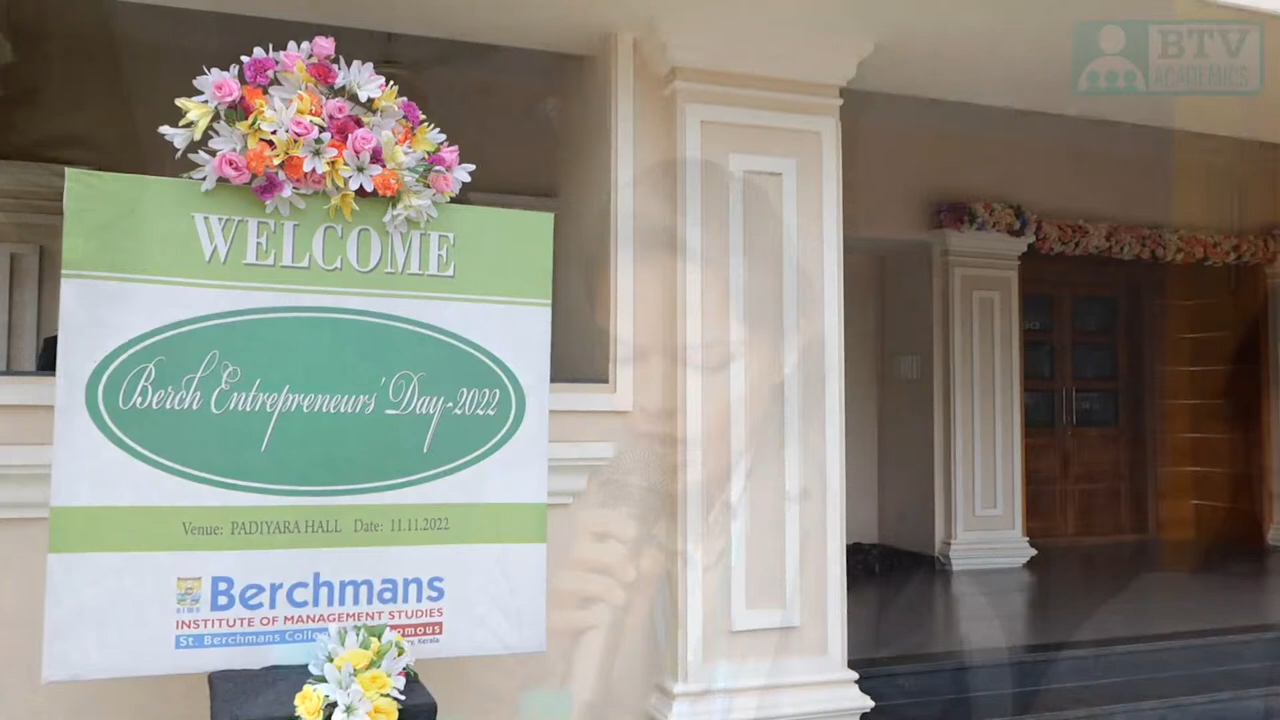 BTV
ACADEMICS
WELCOME
Berch Entrepreneurs' Day-2022
Venue: PADIYARA HALL Date: 11.11.2022
BIMS
Berchmans
INSTITUTE OF MANAGEMENT STUDIES
St. Berchmans
Kerala